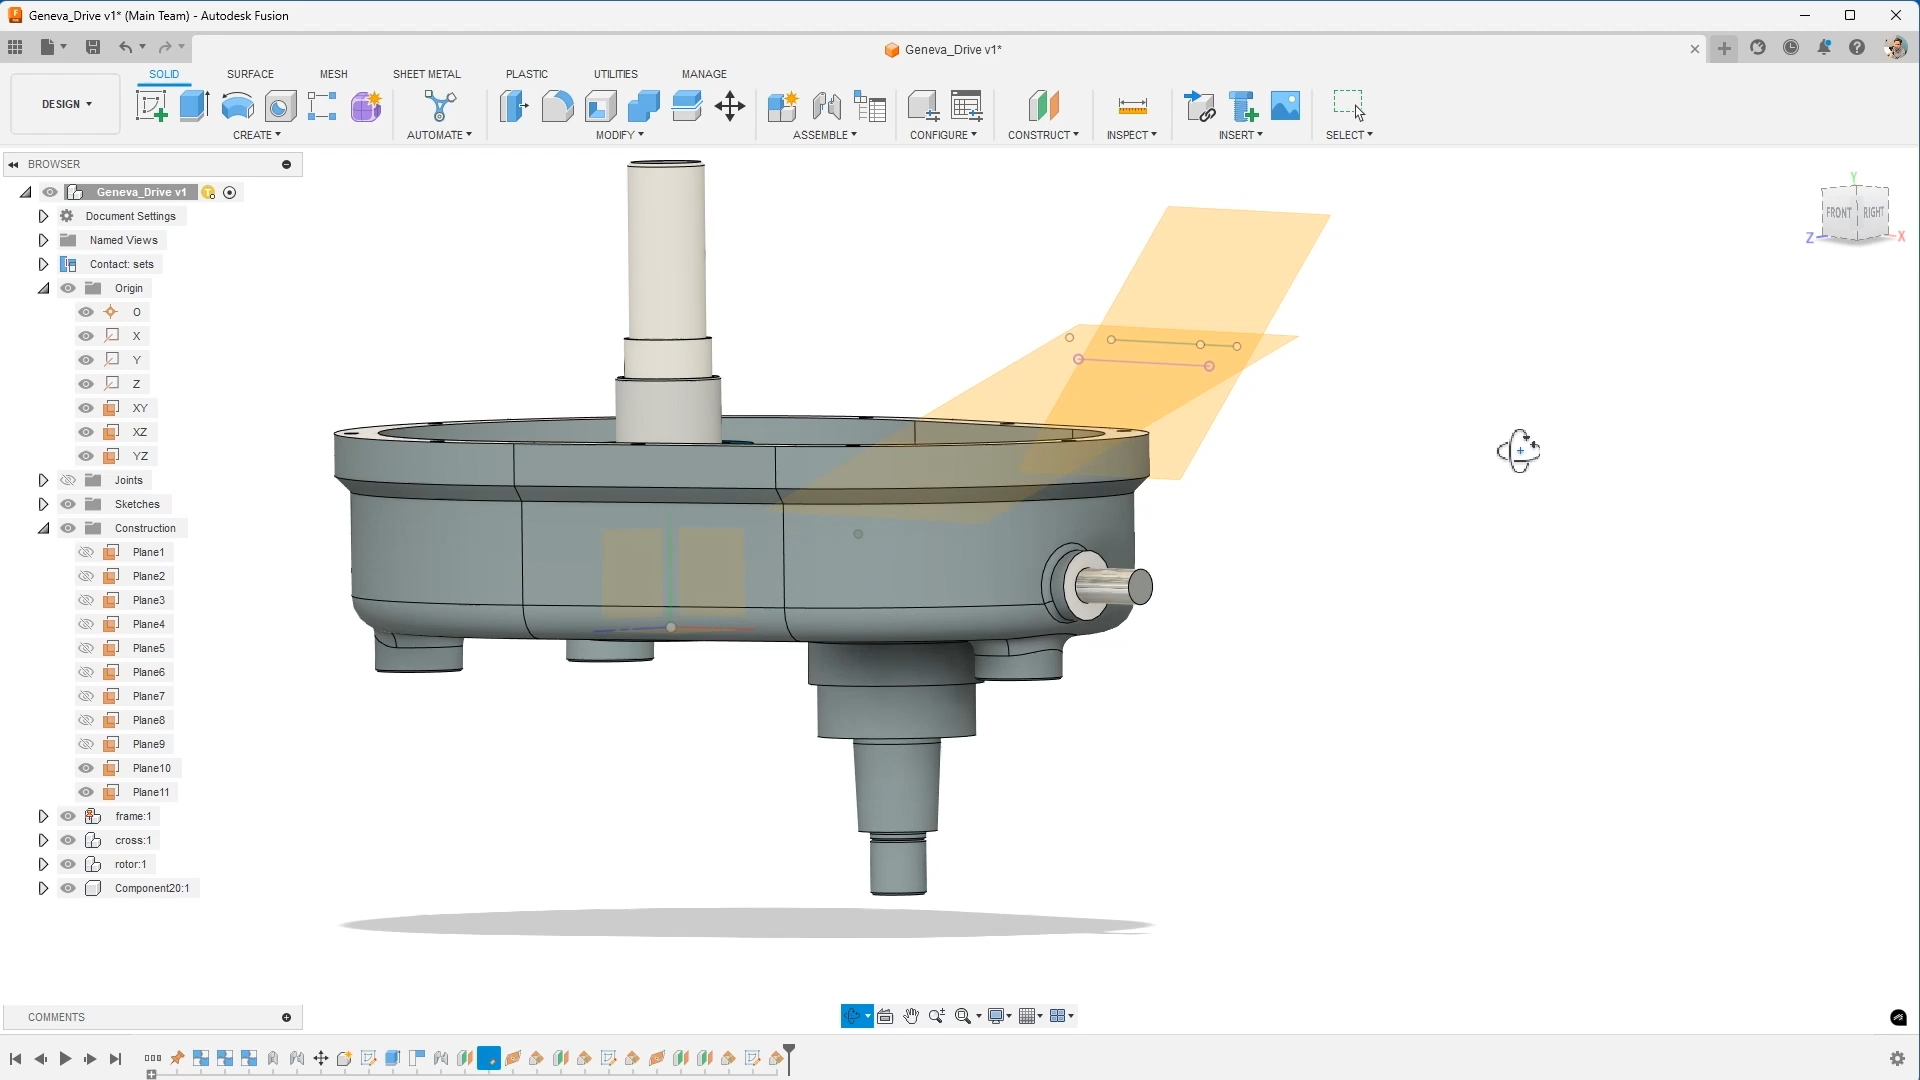 Geneva_Drive v1* (Main Team) - Autodesk Fusion
Geneva_Drive v1*
SOLID SURFACE MESH SHEET METAL PLASTIC UTILITIES MANAGE
DESIGN
CREATE AUTOMATE MODIFY ASSEMBLE CONFIGURE CONSTRUCT INSPECT INSERT SELECT
BROWSER
Geneva_Drive v1
Document Settings
Named Views
Contact: sets
Origin
O
X
Y
Z
XY
XZ
YZ
Joints
Sketches
Construction
Plane1
Plane2
Plane3
Plane4
Plane5
Plane6
Plane7
Plane8
Plane9
Plane10
Plane11
frame:1
cross:1
rotor:1
Component20:1
Y
FRONT RIGHT
Z X
COMMENTS